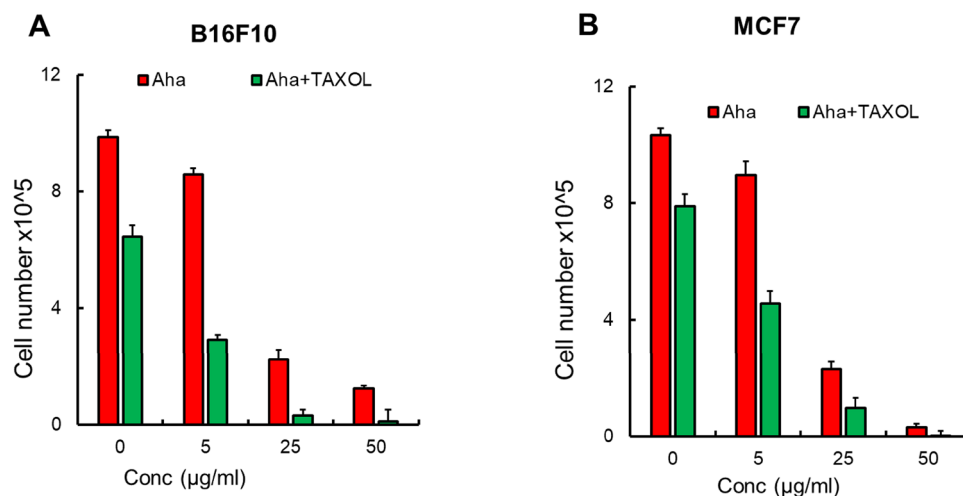 A
B16F10
Aha
Aha+TAXOL
12
8
4
0
Cell number x10^5
0
5
25
50
Conc (µg/ml)
B
MCF7
Aha
Aha+TAXOL
12
8
4
0
Cell number x10^5
0
5
25
50
Conc (µg/ml)